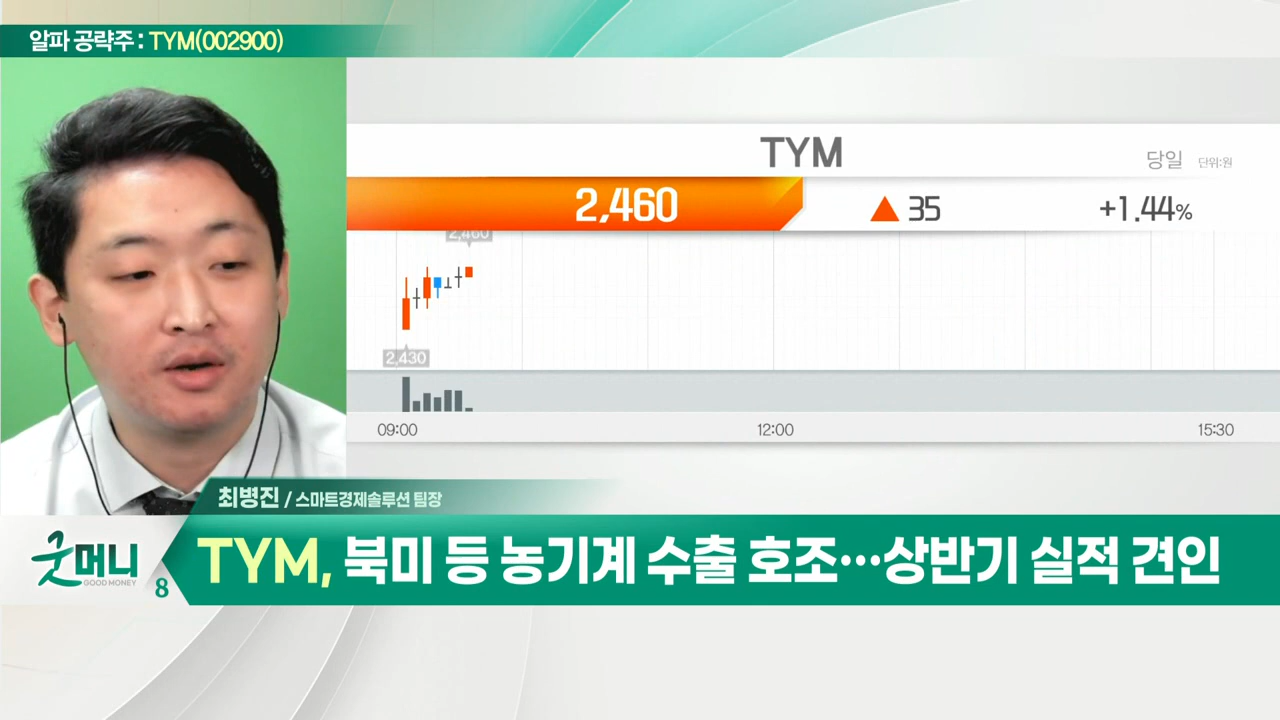 알파 공략주 : TYM(002900)
TYM
당일 단위:원
2,460 ▲ 35 +1.44%
2,460
2,430
09:00 12:00 15:30
최병진 / 스마트경제솔루션 팀장
굿머니
GOOD MONEY
8
TYM, 북미 등 농기계 수출 호조…상반기 실적 견인